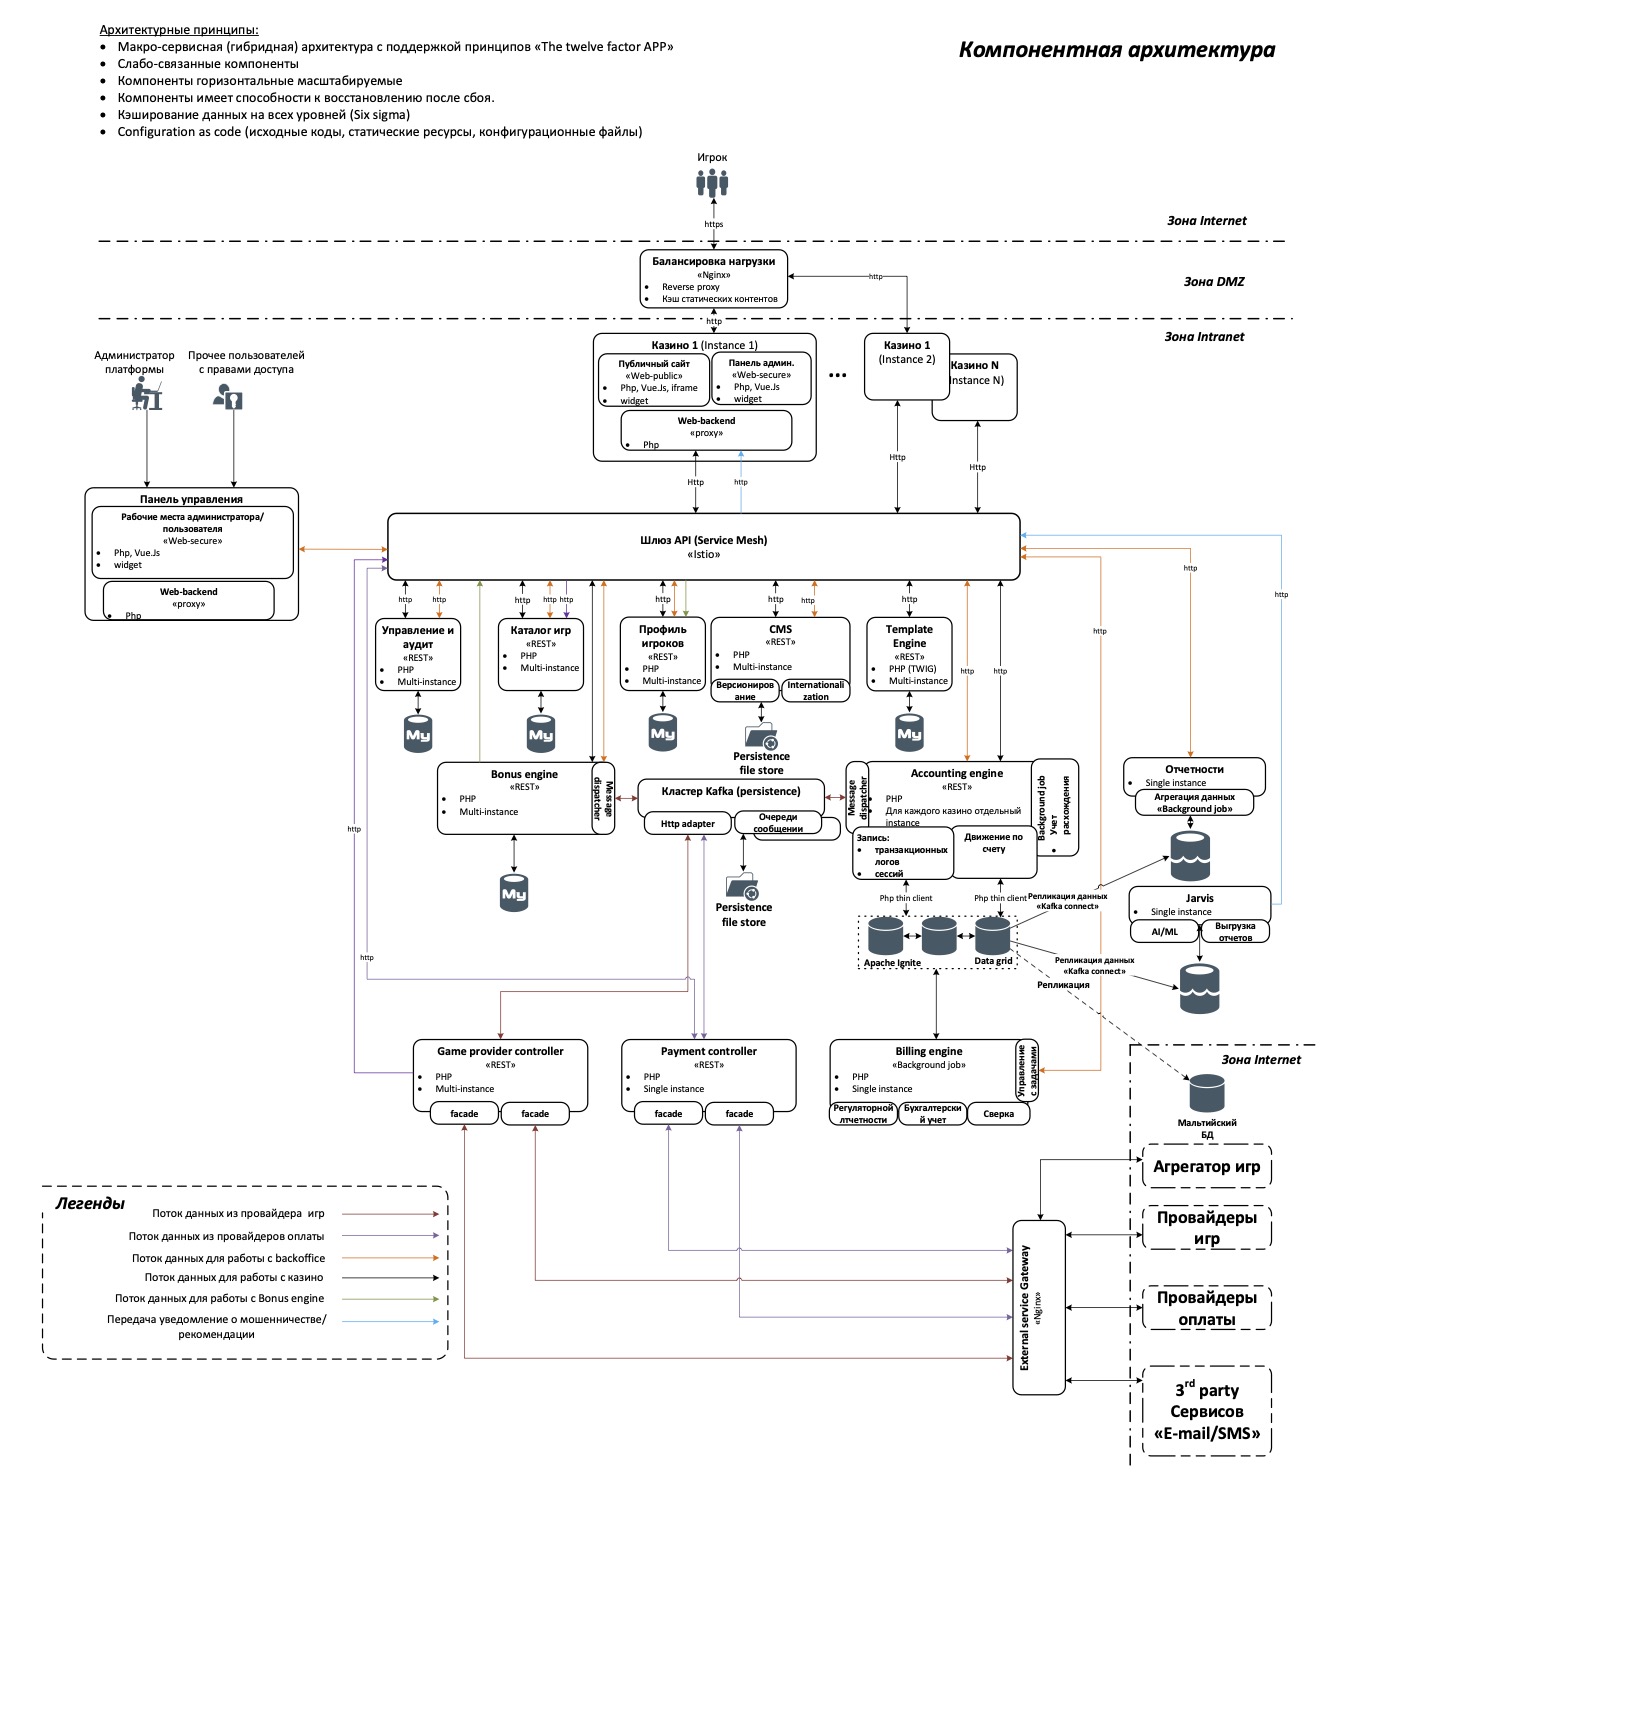 Архитектурные принципы:
• Макро-сервисная (гибридная) архитектура с поддержкой принципов «The twelve factor APP»
• Слабо-связанные компоненты
• Компоненты горизонтальные масштабируемые
• Компоненты имеет способности к восстановлению после сбоя.
• Кэширование данных на всех уровней (Six sigma)
• Configuration as code (исходные коды, статические ресурсы, конфигурационные файлы)
Компонентная архитектура
Игрок
https
Зона Internet
Балансировка нагрузки
«Nginx»
• Reverse proxy
• Кэш статических контентов
http
Зона DMZ
http
Зона Intranet
Администратор
платформы
Прочее пользователей
с правами доступа
Казино 1 (Instance 1)
Публичный сайт
«Web-public»
• Php, Vue.Js, iframe
• widget
Панель админ.
«Web-secure»
• Php, Vue.Js
• widget
Web-backend
«proxy»
• Php
...
Казино 1
(Instance 2)
Казино N
Instance N)
Http
http
Http
Http
Панель управления
Рабочие места администратора/
пользователя
«Web-secure»
• Php, Vue.Js
• widget
Web-backend
«proxy»
• Php
Шлюз API (Service Mesh)
«Istio»
http
http
http
http
http
http
http
http
http
http
http
http
http
Управление и
аудит
«REST»
• PHP
• Multi-instance
My
Каталог игр
«REST»
• PHP
• Multi-instance
My
Профиль
игроков
«REST»
• PHP
• Multi-instance
My
CMS
«REST»
• PHP
• Multi-instance
Версионирование
ание
Internationali
zation
Persistence
file store
Template
Engine
«REST»
• PHP (TWIG)
• Multi-instance
My
Bonus engine
«REST»
• PHP
• Multi-instance
Message
dispatcher
My
Кластер Kafka (persistence)
Http adapter
Очереди
сообщении
Persistence
file store
Message
dispatcher
Accounting engine
«REST»
• PHP
• Для каждого казино отдельный
instance
Background job
Учет
расхождения
•
Запись:
• транзакционных
логов
• сессий
Движение по
счету
Php thin client
Php thin client
Apache Ignite
Data grid
Репликация данных
«Kafka connect»
Репликация данных
«Kafka connect»
Репликация
Отчетности
• Single instance
Агрегация данных
«Background job»
Jarvis
• Single instance
AI/ML
Выгрузка
отчетов
http
http
Game provider controller
«REST»
• PHP
• Multi-instance
facade
facade
Payment controller
«REST»
• PHP
• Single instance
facade
facade
Billing engine
«Background job»
• PHP
• Single instance
Управление
с задачами
Регуляторной
лтчетности
Бухгалтерски
й учет
Сверка
Зона Internet
Мальтийский
БД
Агрегатор игр
Провайдеры
игр
Провайдеры
оплаты
3rd party
Сервисов
«E-mail/SMS»
External service Gateway
«Nginx»
Легенды
Поток данных из провайдера игр
Поток данных из провайдеров оплаты
Поток данных для работы с backoffice
Поток данных для работы с казино
Поток данных для работы с Bonus engine
Передача уведомление о мошенничестве/
рекомендации